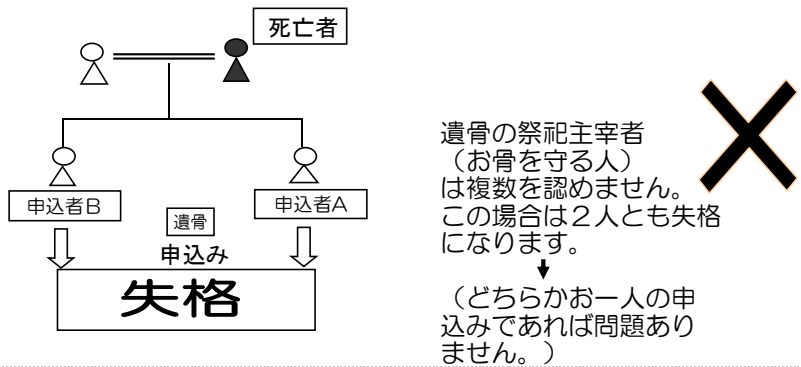 死亡者
申込者B
申込者A
遺骨
申込み
失格
遺骨の祭祀主宰者
（お骨を守る人）
は複数を認めません。
この場合は２人とも失格
になります。
（どちらかお一人の申
込みであれば問題あり
ません。）